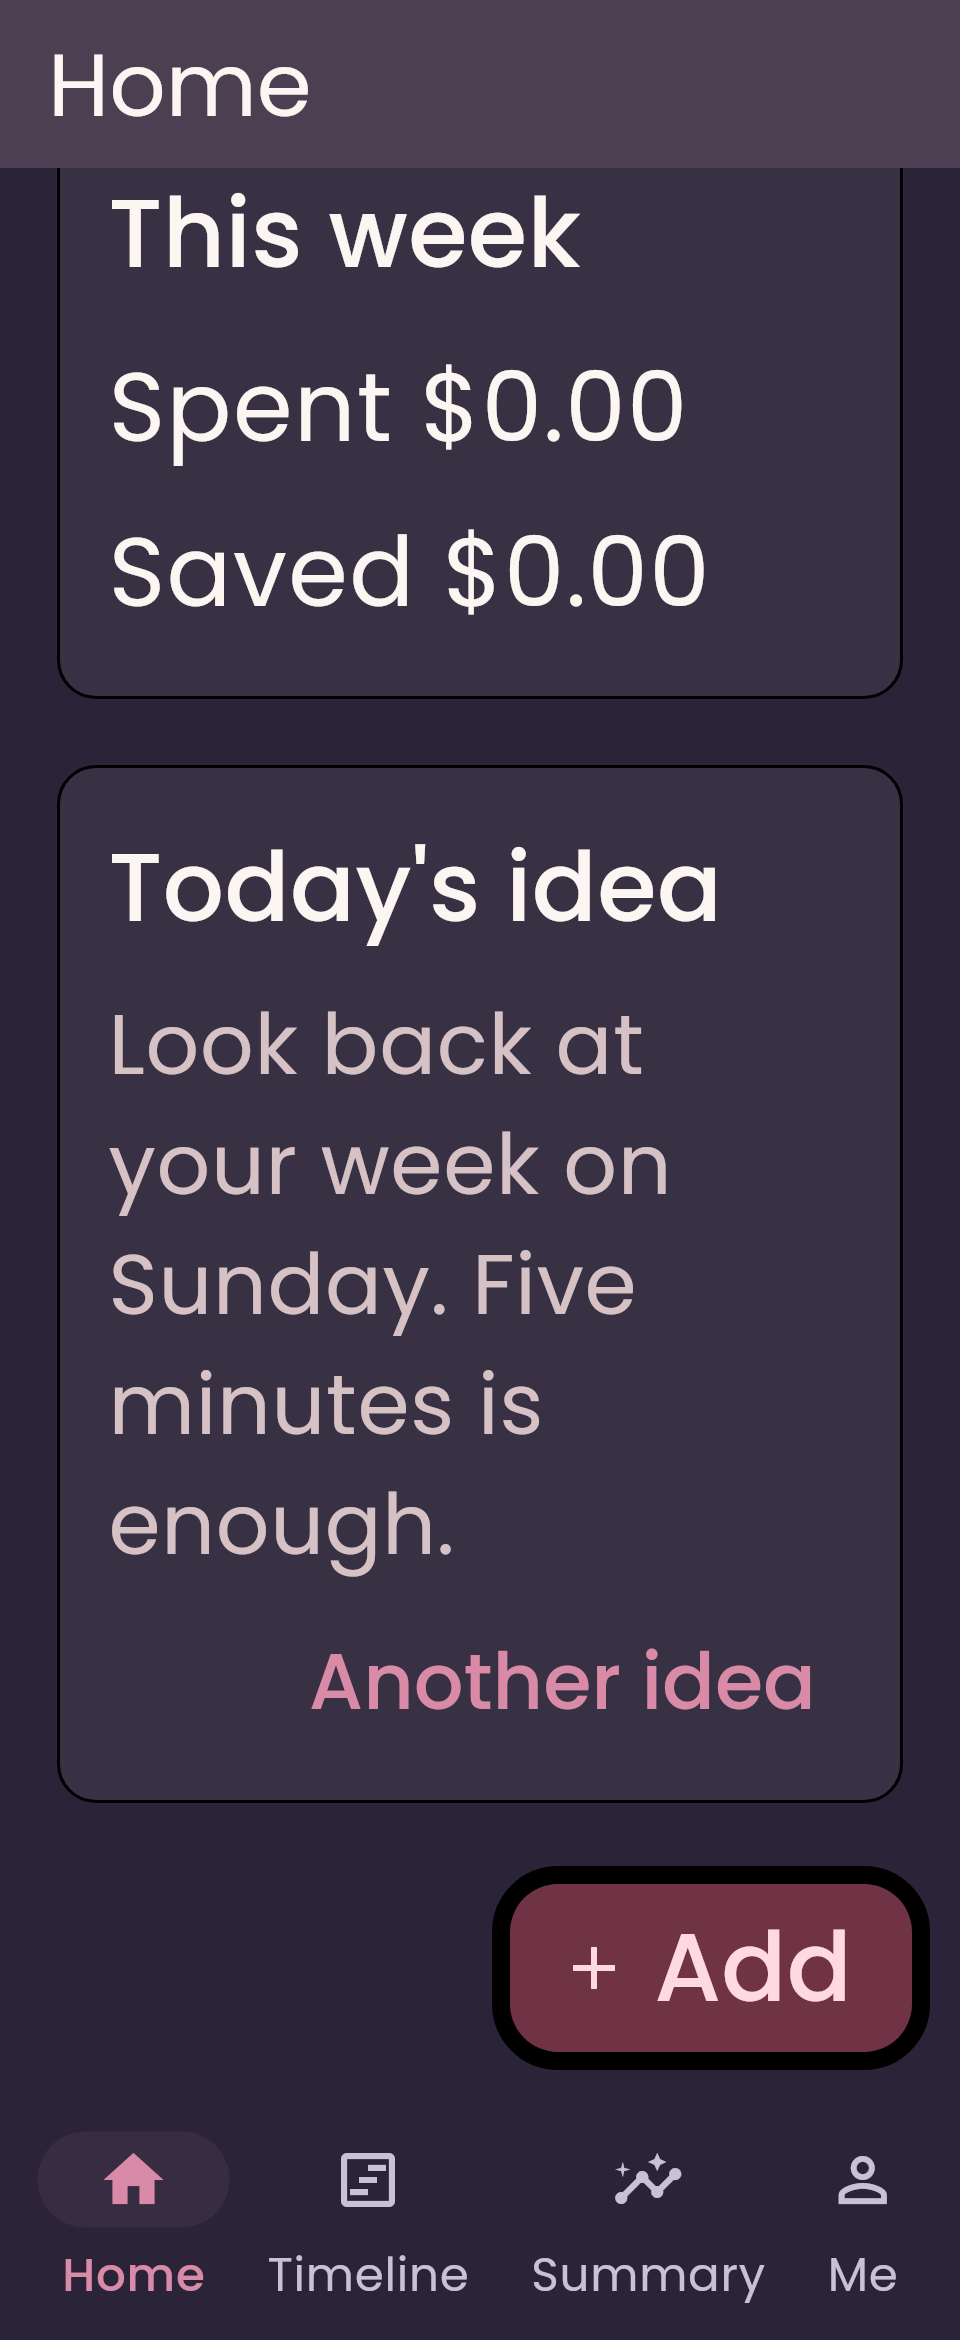 Home
This week
Spent $0.00
Saved $0.00
Today's idea
Look back at
your week on
Sunday. Five
minutes is
enough.
Another idea
+ Add
Home
Timeline
Summary
Me